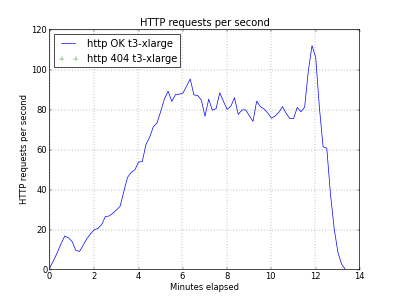 HTTP requests per second
120
http OK t3-xlarge
http 404 t3-xlarge
100
80
60
40
20
0
HTTP requests per second
0 2 4 6 8 10 12 14
Minutes elapsed